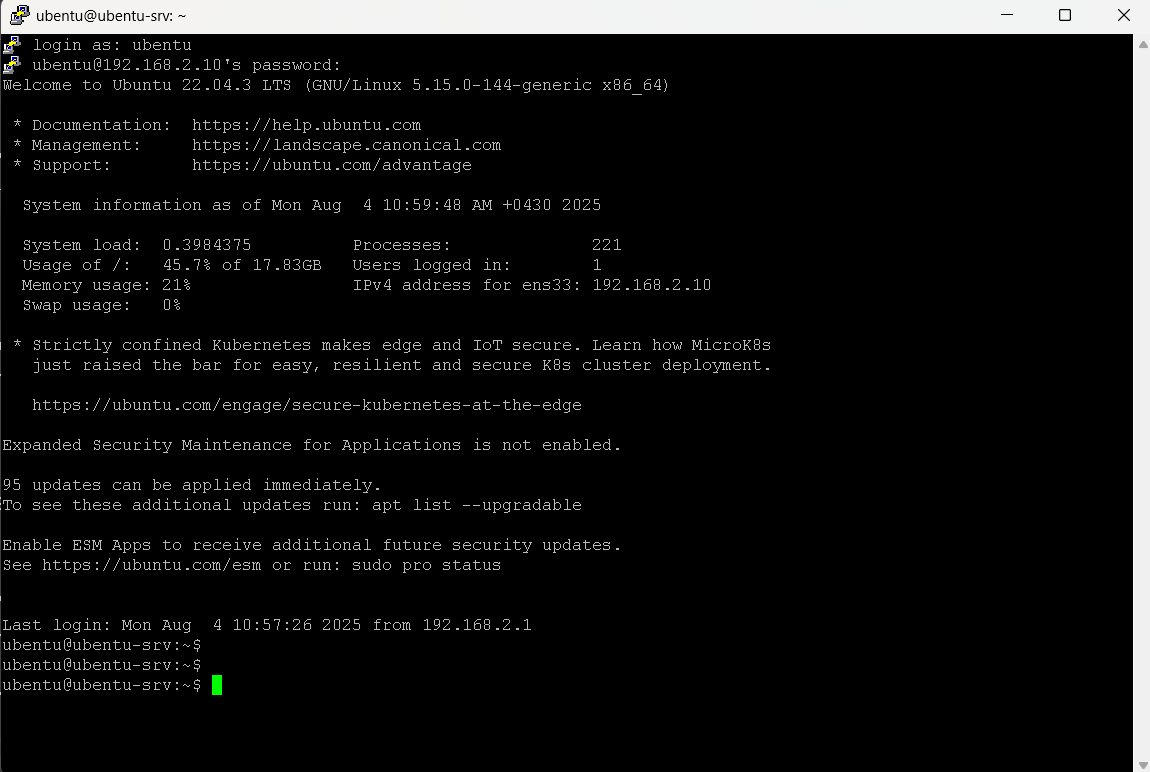 ubentu@ubentu-srv: ~
login as: ubentu
ubentu@192.168.2.10's password:
Welcome to Ubuntu 22.04.3 LTS (GNU/Linux 5.15.0-144-generic x86_64)
* Documentation:  https://help.ubuntu.com
* Management:     https://landscape.canonical.com
* Support:        https://ubuntu.com/advantage
System information as of Mon Aug  4 10:59:48 AM +0430 2025
System load:  0.3984375          Processes:              221
Usage of /:   45.7% of 17.83GB   Users logged in:        1
Memory usage: 21%                IPv4 address for ens33: 192.168.2.10
Swap usage:   0%
* Strictly confined Kubernetes makes edge and IoT secure. Learn how MicroK8s
just raised the bar for easy, resilient and secure K8s cluster deployment.
https://ubuntu.com/engage/secure-kubernetes-at-the-edge
Expanded Security Maintenance for Applications is not enabled.
95 updates can be applied immediately.
To see these additional updates run: apt list --upgradable
Enable ESM Apps to receive additional future security updates.
See https://ubuntu.com/esm or run: sudo pro status
Last login: Mon Aug  4 10:57:26 2025 from 192.168.2.1
ubentu@ubentu-srv:~$
ubentu@ubentu-srv:~$
ubentu@ubentu-srv:~$